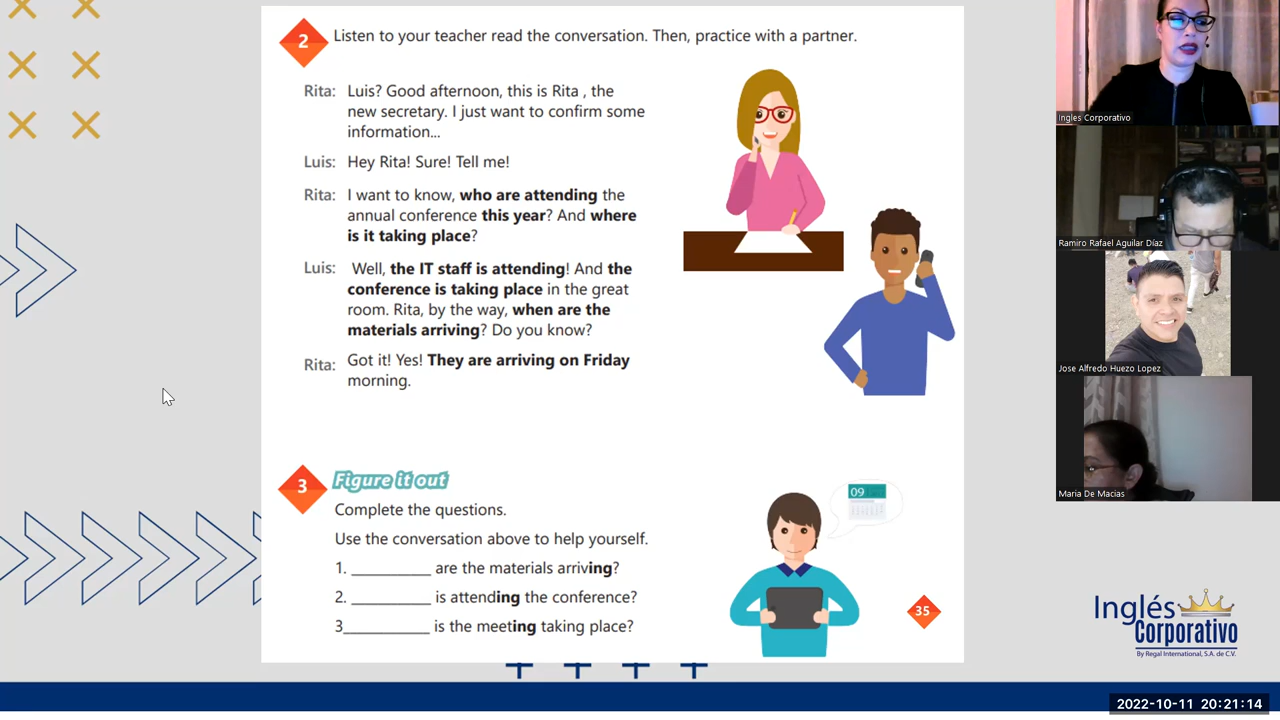 2 Listen to your teacher read the conversation. Then, practice with a partner.
Rita: Luis? Good afternoon, this is Rita , the
new secretary. I just want to confirm some
information...
Luis: Hey Rita! Sure! Tell me!
Rita: I want to know, who are attending the
annual conference this year? And where
is it taking place?
Luis: Well, the IT staff is attending! And the
conference is taking place in the great
room. Rita, by the way, when are the
materials arriving? Do you know?
Rita: Got it! Yes! They are arriving on Friday
morning.
3 Figure it out
Complete the questions.
Use the conversation above to help yourself.
1. ___________ are the materials arriving?
2. ___________ is attending the conference?
3___________ is the meeting taking place?
09
35
Ingles Corporativo
Ramiro Rafael Aguilar Díaz
Jose Alfredo Huezo Lopez
Maria De Macias
Inglés
Corporativo
By Regal International, S.A. de C.V.
2022-10-11 20:21:14